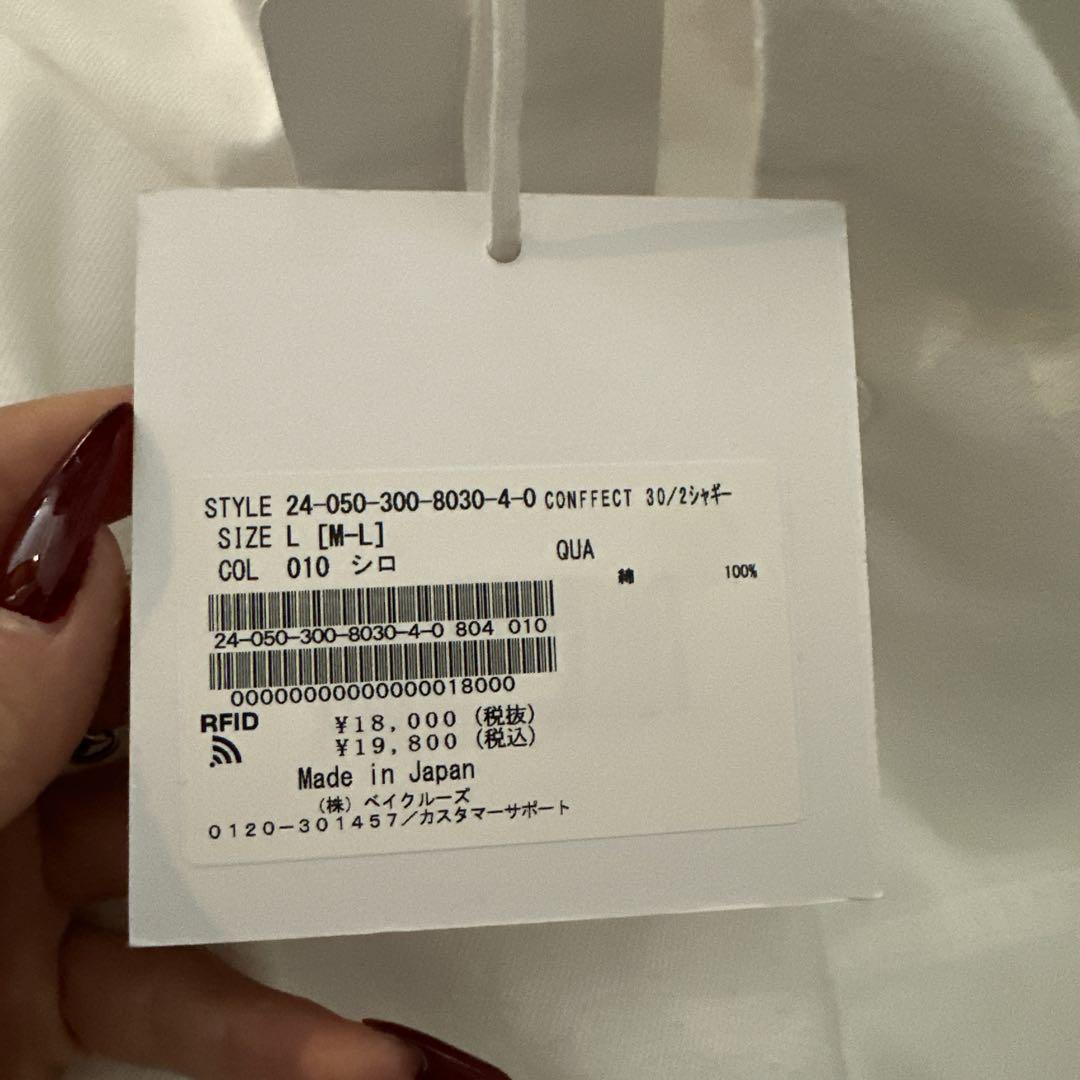 STYLE 24-050-300-8030-4-0 CONFFECT 30/2シャギー
SIZE L [M-L]
COL 010 シロ
QUA
綿 100%
24-050-300-8030-4-0 804 010
00000000000000018000
RFID
¥18,000 (税抜)
¥19,800 (税込)
Made in Japan
(株) ベイクルーズ
0120-301457/カスタマーサポート